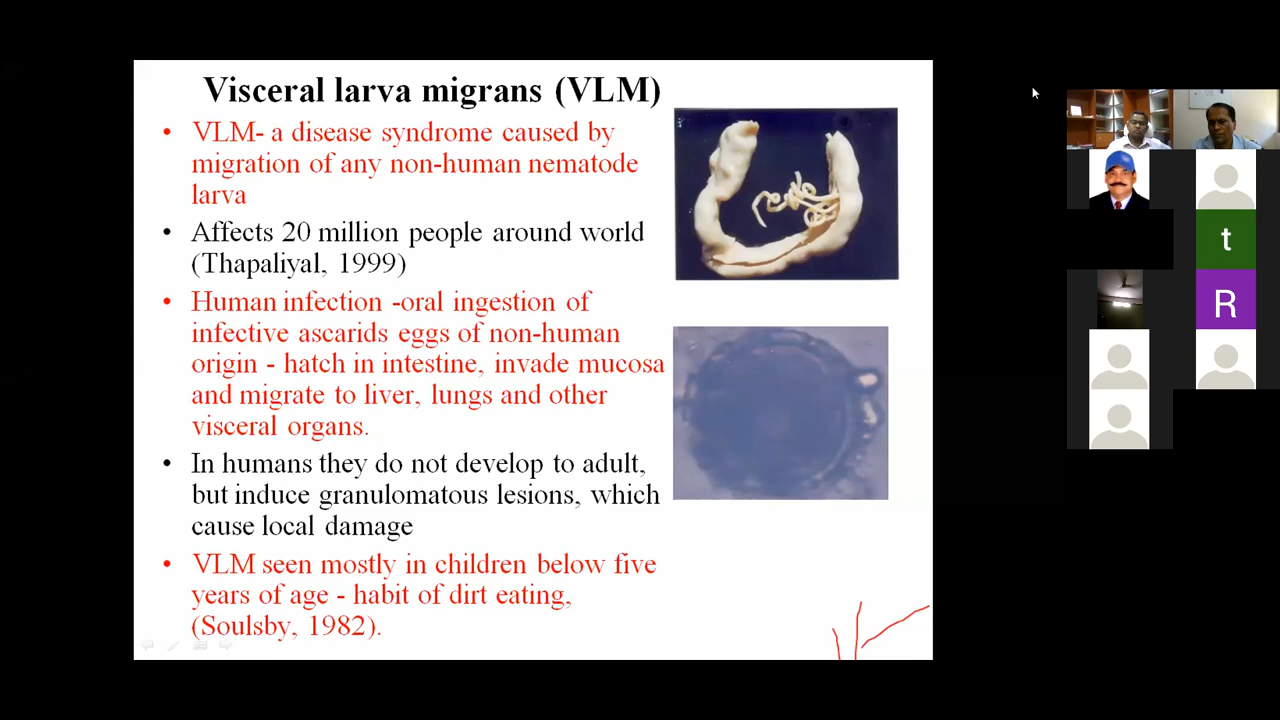 Visceral larva migrans (VLM)
• VLM- a disease syndrome caused by
migration of any non-human nematode
larva
• Affects 20 million people around world
(Thapaliyal, 1999)
• Human infection -oral ingestion of
infective ascarids eggs of non-human
origin - hatch in intestine, invade mucosa
and migrate to liver, lungs and other
visceral organs.
• In humans they do not develop to adult,
but induce granulomatous lesions, which
cause local damage
• VLM seen mostly in children below five
years of age - habit of dirt eating,
(Soulsby, 1982).
t
R